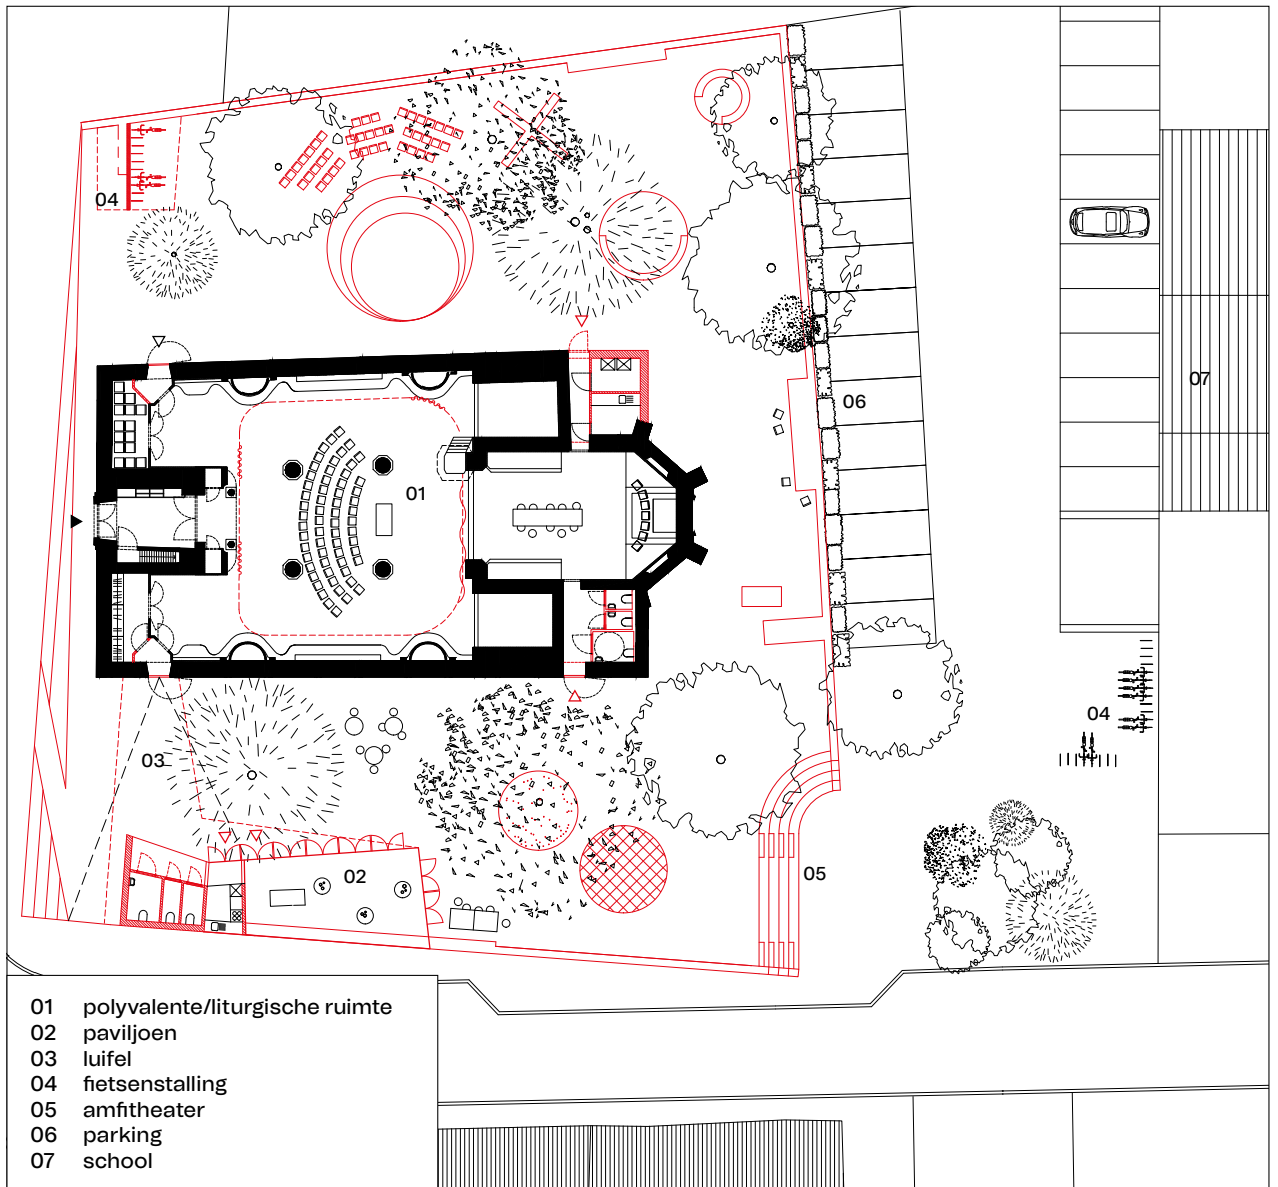 04
01
06
07
03
04
02
05
01 polyvalente/liturgische ruimte
02 paviljoen
03 luifel
04 fietsenstalling
05 amfitheater
06 parking
07 school